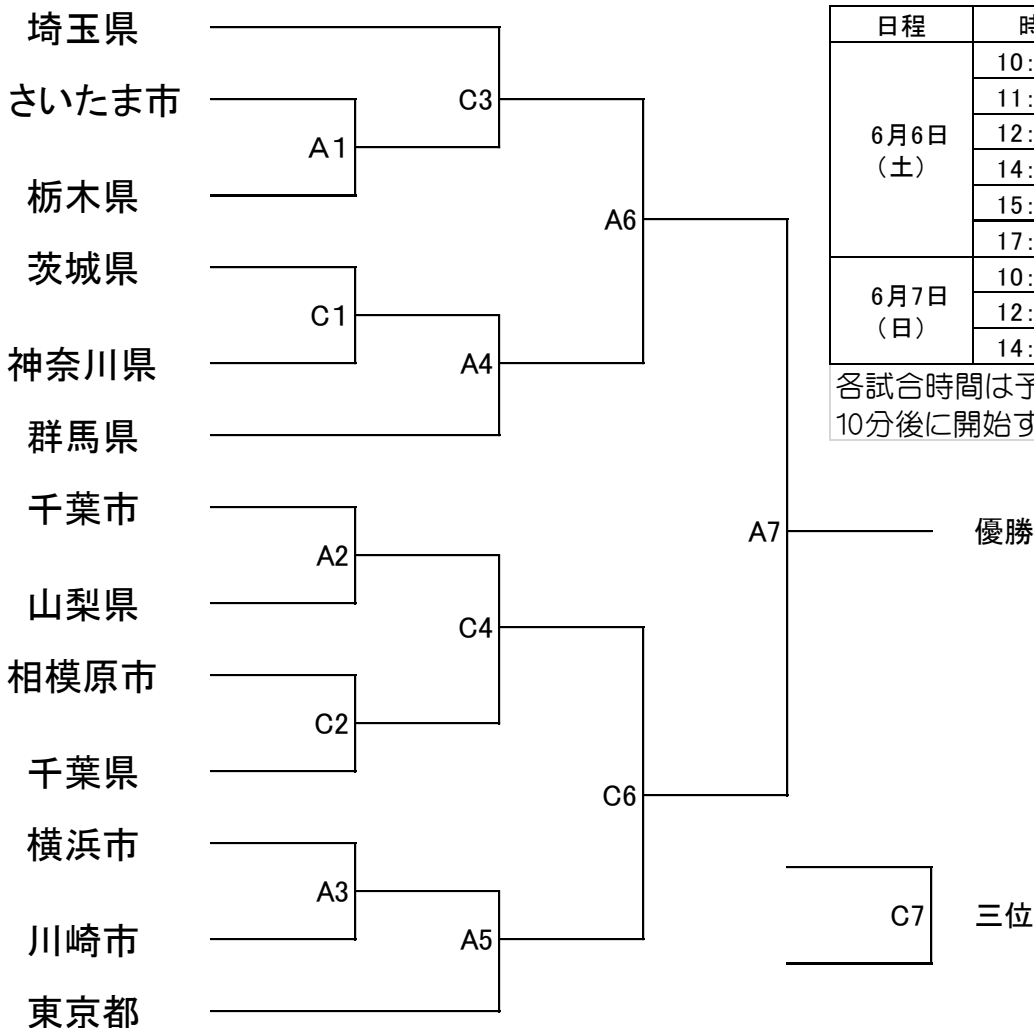 埼玉県
さいたま市
C3
A1
栃木県
A6
茨城県
C1
神奈川県
A4
群馬県
千葉市
A2
A7
優勝
山梨県
C4
相模原市
C2
千葉県
C6
横浜市
A3
C7
三位
川崎市
A5
東京都
日程
6月6日
(土)
10:
11:
12:
14:
15:
17:
6月7日
(日)
10:
12:
14:
各試合時間は予
10分後に開始す